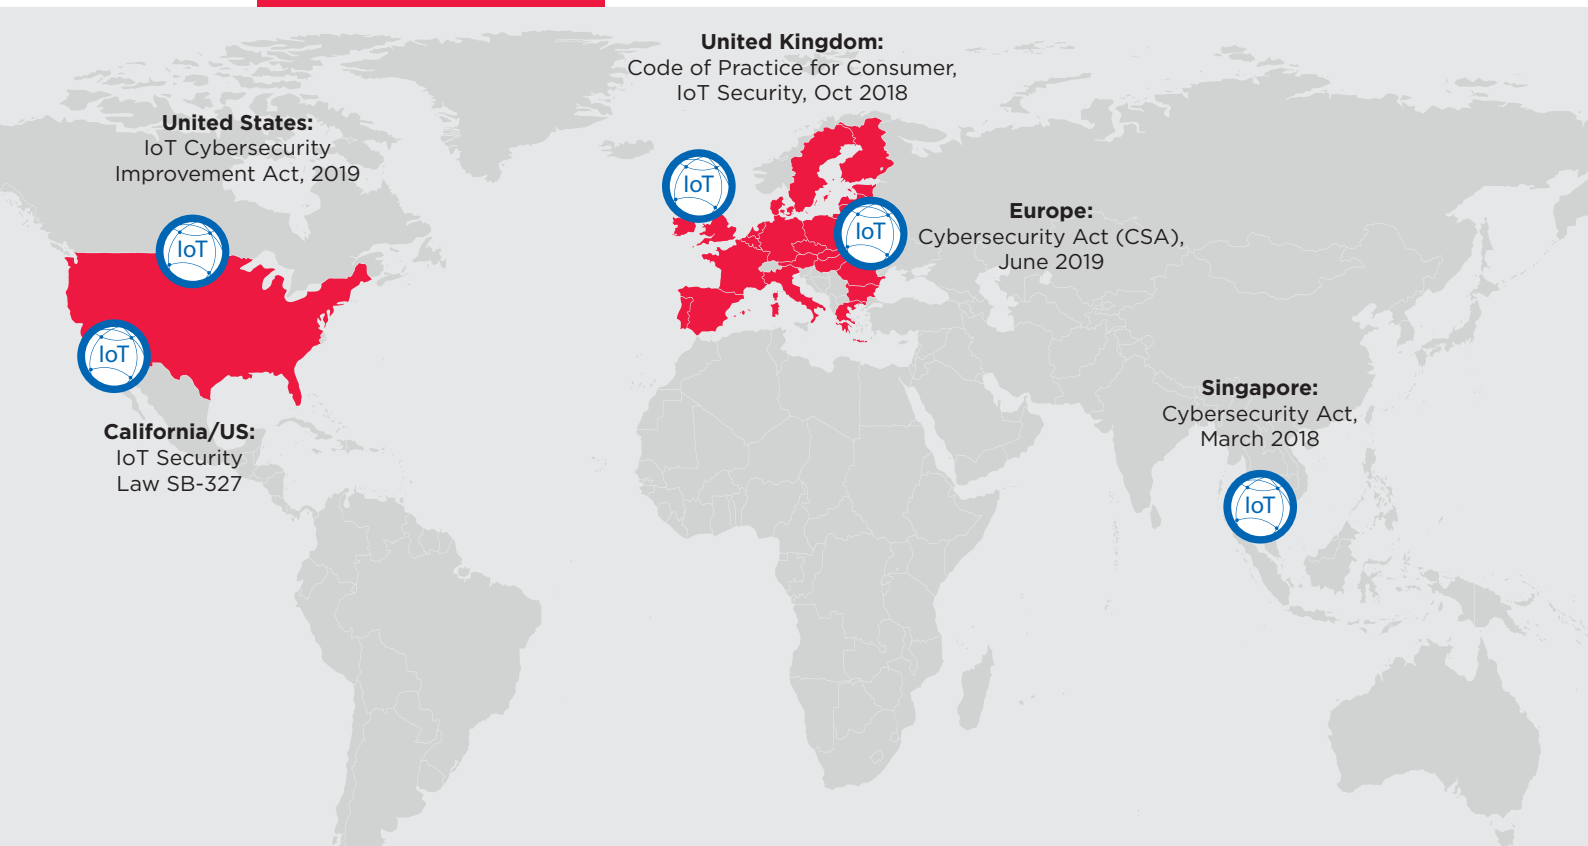 United Kingdom:
Code of Practice for Consumer,
IoT Security, Oct 2018
United States:
IoT Cybersecurity
Improvement Act, 2019
IoT
IoT
Europe:
Cybersecurity Act (CSA),
June 2019
IoT
IoT
California/US:
IoT Security
Law SB-327
Singapore:
Cybersecurity Act,
March 2018
IoT